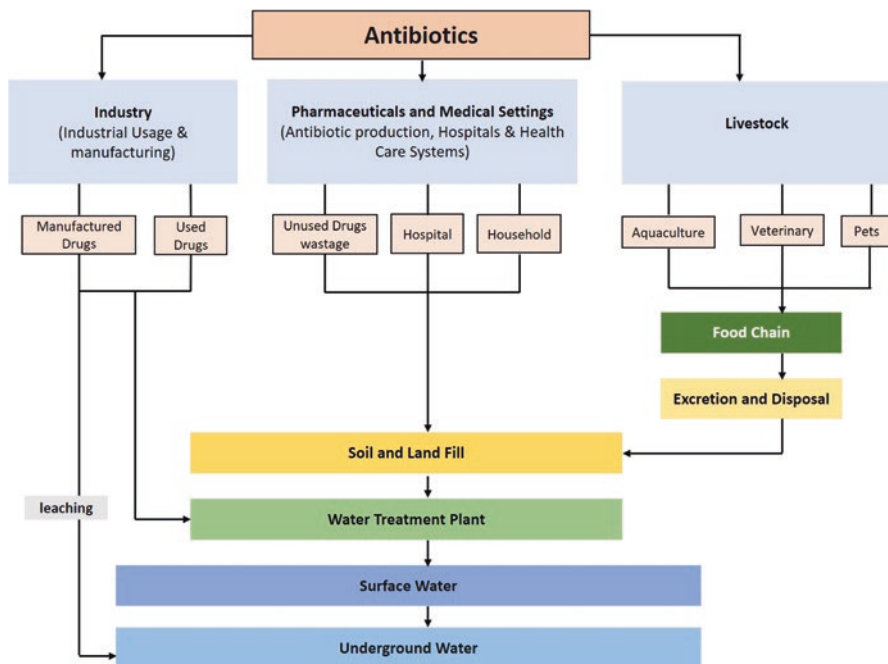 Antibiotics
Industry
(Industrial Usage &
manufacturing)
Pharmaceuticals and Medical Settings
(Antibiotic production, Hospitals & Health
Care Systems)
Livestock
Manufactured
Drugs
Used
Drugs
Unused Drugs
wastage
Hospital
Household
Aquaculture
Veterinary
Pets
Food Chain
Excretion and Disposal
Soil and Land Fill
leaching
Water Treatment Plant
Surface Water
Underground Water